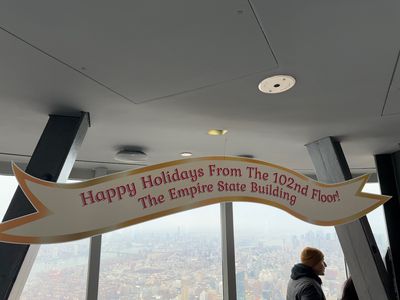 Happy Holidays From The 102nd Floor!
The Empire State Building